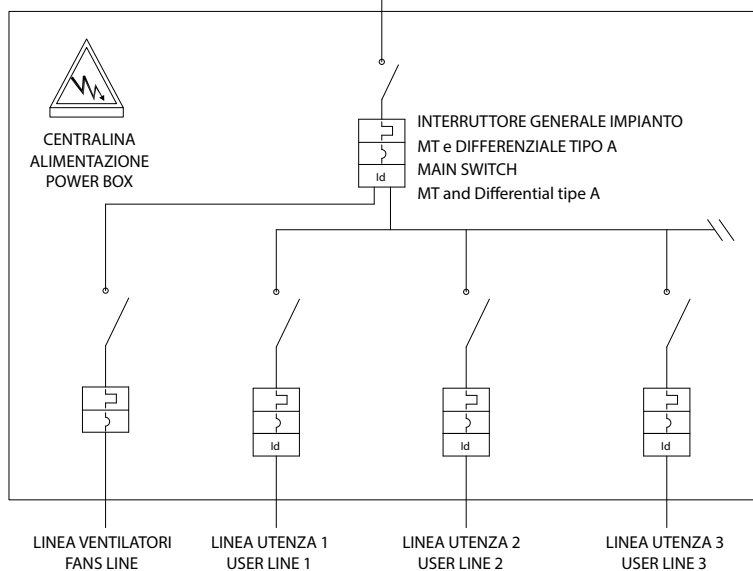 CENTRALINA
ALIMENTAZIONE
POWER BOX
INTERRUTTORE GENERALE IMPIANTO
MT e DIFFERENZIALE TIPO A
MAIN SWITCH
MT and Differential tipe A
Id
Id
Id
Id
LINEA VENTILATORI
FANS LINE
LINEA UTENZA 1
USER LINE 1
LINEA UTENZA 2
USER LINE 2
LINEA UTENZA 3
USER LINE 3